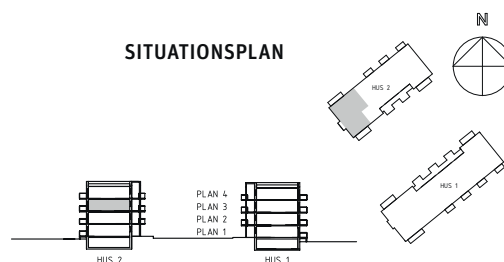 N
SITUATIONSPLAN
HUS 2
HUS 1
PLAN 4
PLAN 3
PLAN 2
PLAN 1
HUS 2
HUS 1